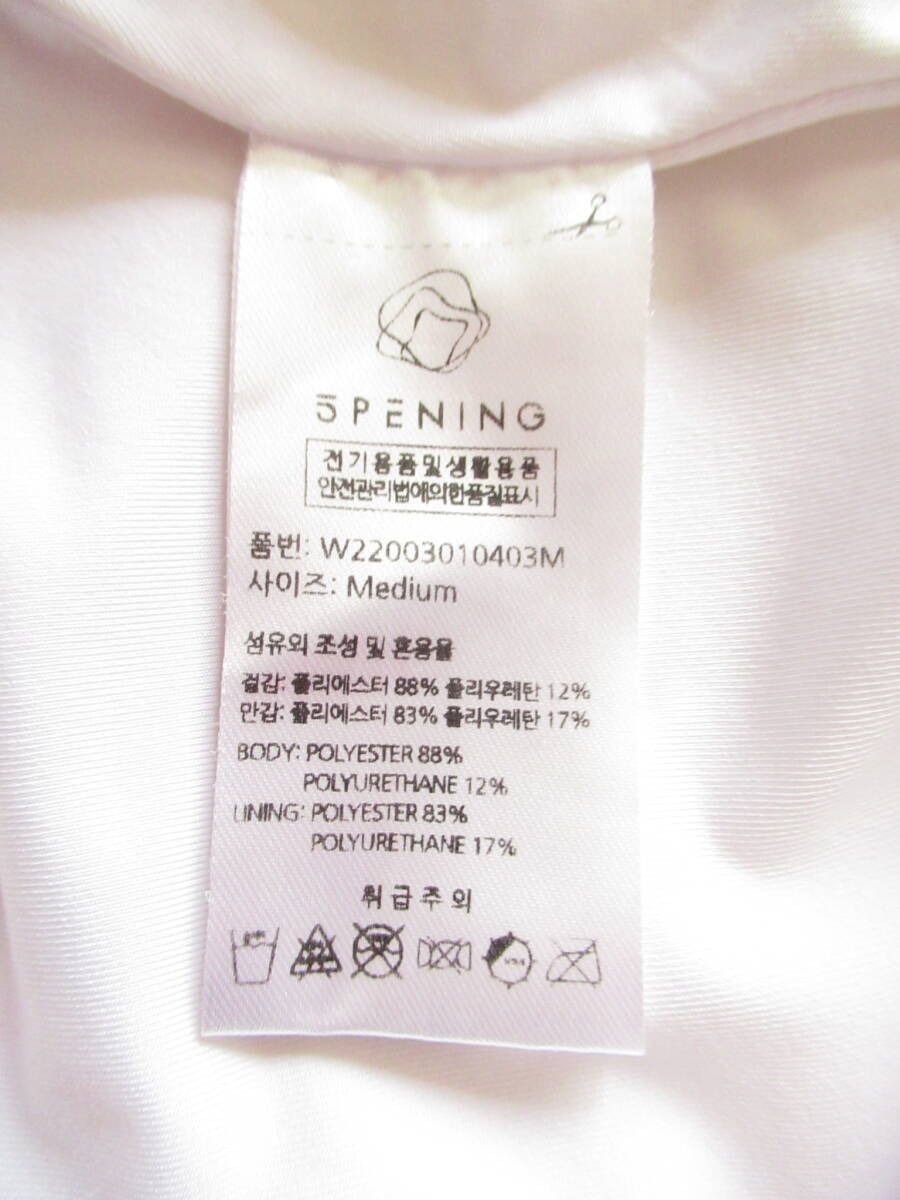 5PENING
전기용품및생활용품
안전관리법에의한품질표시
품번: W22003010403M
사이즈: Medium
섬유의 조성 및 혼용율
겉감: 폴리에스터 88% 폴리우레탄 12%
안감: 폴리에스터 83% 폴리우레탄 17%
BODY: POLYESTER 88%
POLYURETHANE 12%
LINING: POLYESTER 83%
POLYURETHANE 17%
취급주의